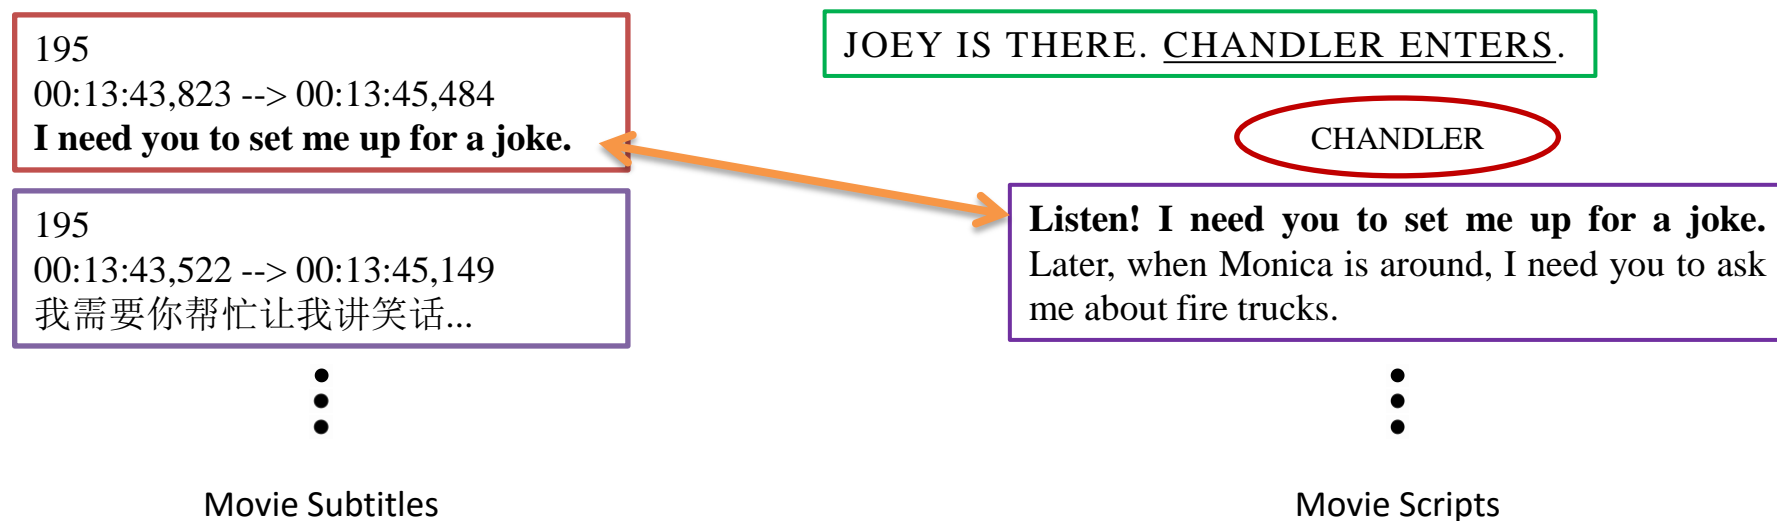 195
00:13:43,823 --> 00:13:45,484
I need you to set me up for a joke.
195
00:13:43,522 --> 00:13:45,149
我需要你帮忙让我讲笑话...
Movie Subtitles
JOEY IS THERE. CHANDLER ENTERS.
CHANDLER
Listen! I need you to set me up for a joke.
Later, when Monica is around, I need you to ask
me about fire trucks.
Movie Scripts